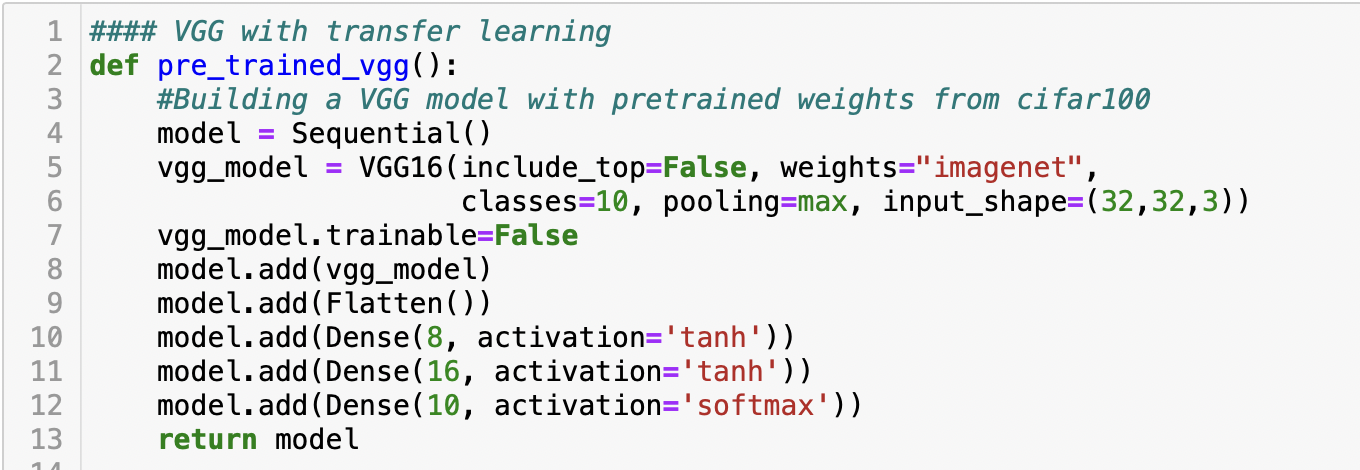 1 #### VGG with transfer learning
2 def pre_trained_vgg():
3     #Building a VGG model with pretrained weights from cifar100
4     model = Sequential()
5     vgg_model = VGG16(include_top=False, weights="imagenet",
6                       classes=10, pooling=max, input_shape=(32,32,3))
7     vgg_model.trainable=False
8     model.add(vgg_model)
9     model.add(Flatten())
10     model.add(Dense(8, activation='tanh'))
11     model.add(Dense(16, activation='tanh'))
12     model.add(Dense(10, activation='softmax'))
13     return model